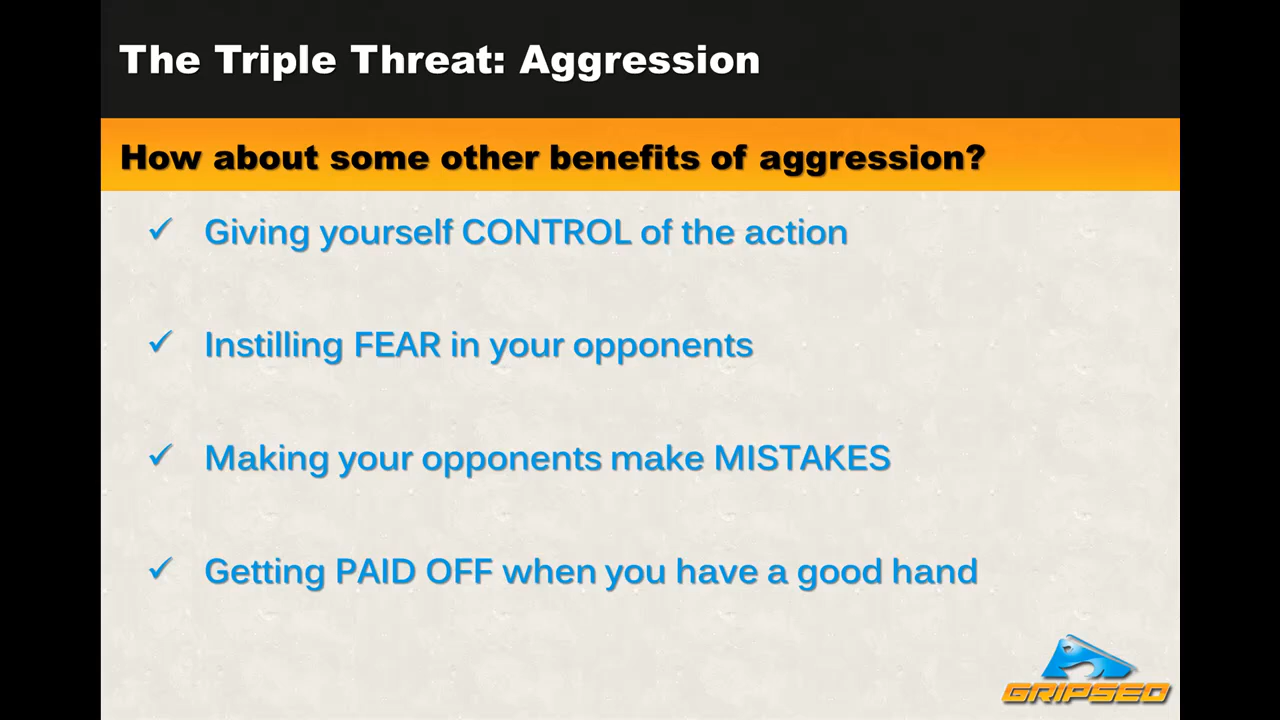 The Triple Threat: Aggression
How about some other benefits of aggression?
✓ Giving yourself CONTROL of the action
✓ Instilling FEAR in your opponents
✓ Making your opponents make MISTAKES
✓ Getting PAID OFF when you have a good hand
GRIPSED